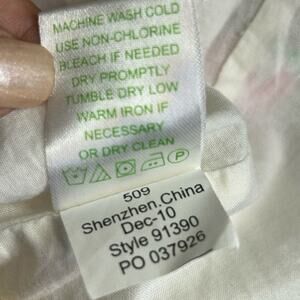 MACHINE WASH COLD
USE NON-CHLORINE
BLEACH IF NEEDED
DRY PROMPTLY
TUMBLE DRY LOW
WARM IRON IF
NECESSARY
OR DRY CLEAN
509
Shenzhen,China
Dec-10
Style 91390
PO 037926